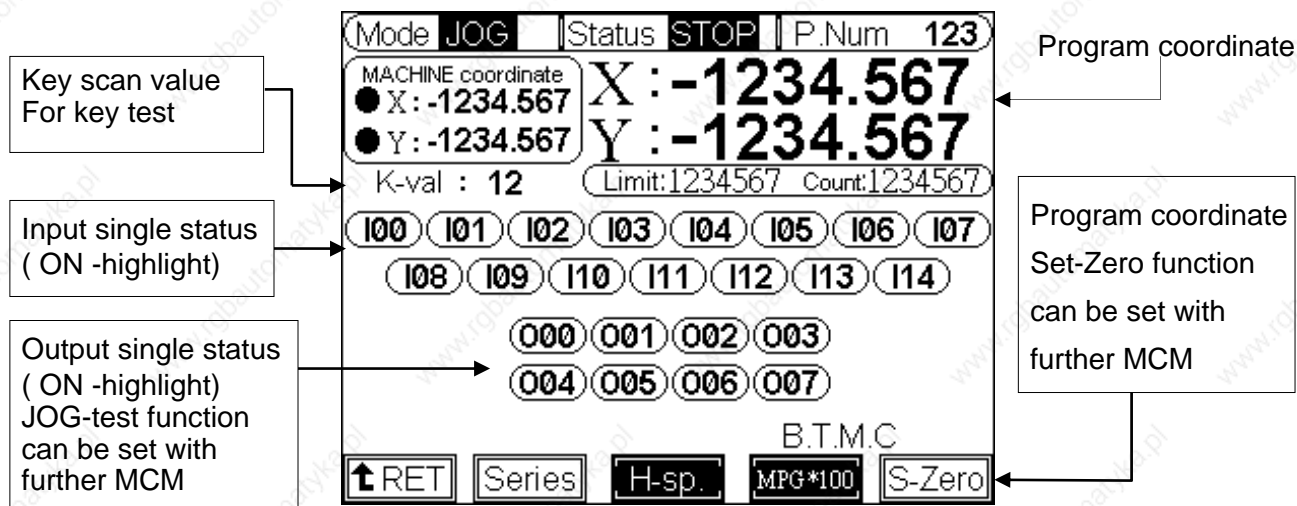 Mode JOG Status STOP P.Num 123
MACHINE coordinate
X : -1234.567
Y : -1234.567
X : -1234.567
Y : -1234.567
K-val : 12
Limit:1234567 Count:1234567
I00 I01 I02 I03 I04 I05 I06 I07
I08 I09 I10 I11 I12 I13 I14
O00 O01 O02 O03
O04 O05 O06 O07
B.T.M.C
RET Series H-sp. MPG*100 S-Zero
Key scan value
For key test
Input single status
( ON -highlight)
Output single status
( ON -highlight)
JOG-test function
can be set with
further MCM
Program coordinate
Program coordinate
Set-Zero function
can be set with
further MCM
www.rgbautomatyka.pl